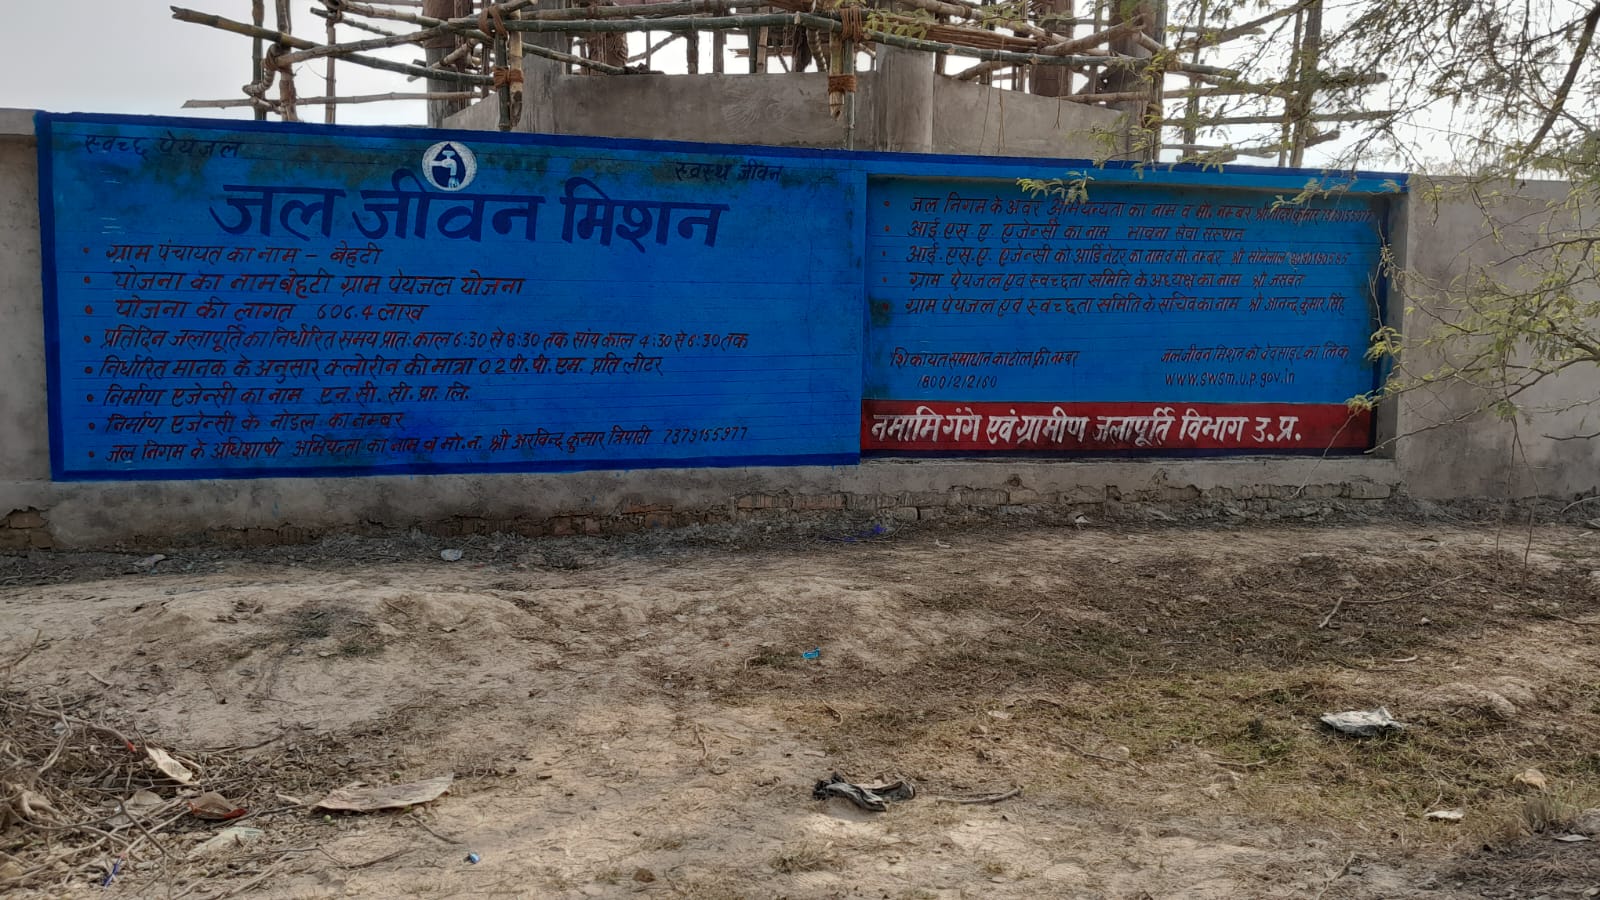 स्वच्छ पेयजल
स्वस्थ जीवन
जल जीवन मिशन
ग्राम पंचायत का नाम - बेहटी
योजना का नाम बेहटी ग्राम पेयजल योजना
योजना की लागत 606.4 लाख
प्रतिदिन जलापूर्ति का निर्धारित समय प्रातः काल 6:30 से 8:30 तक सांय काल 4:30 से 6:30 तक
निर्धारित मानक के अनुसार क्लोरीन की मात्रा 0.2 पी. पी. एम. प्रति लीटर
निर्माण एजेन्सी का नाम एन. सी. सी. प्रा. लि.
निर्माण एजेन्सी के नोडल का नम्बर
जल निगम के अधिशाषी अभियन्ता का नाम व मो.न. श्री अरविन्द कुमार त्रिपाठी 7379155977
जल निगम के अवर अभियन्यता का नाम व मो. नम्बर श्री
आई.एस.ए. एजेन्सी का नाम भावना सेवा संस्थान
आई.एस.ए. एजेन्सी को आर्डिनेटर का नाम व मो. नम्बर श्री सोनेलाल
ग्राम पेयजल एवं स्वच्छता समिति के अध्यक्ष का नाम श्री जसवंत
ग्राम पेयजल एवं स्वच्छता समिति के सचिव का नाम श्री आनन्द कुमार सिंह
शिकायत समाधान का टोल फ्री नम्बर
1800/2/2160
जल जीवन मिशन की वेवसाइट का लिंक
www.swsm.u.p.gov.in
नमामि गंगे एवं ग्रामीण जलापूर्ति विभाग उ.प्र.